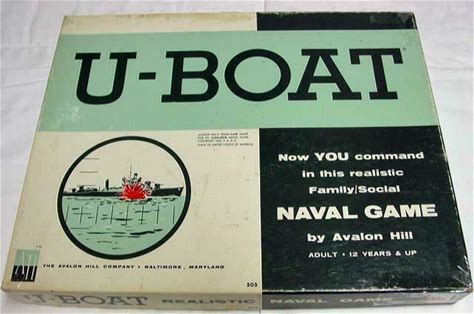 U-BOAT
Now YOU command
in this realistic
Family/Social
NAVAL GAME
by Avalon Hill
ADULT • 12 YEARS & UP
THE AVALON HILL COMPANY • BALTIMORE, MARYLAND
505
U-BOAT REALISTIC NAVAL GAME